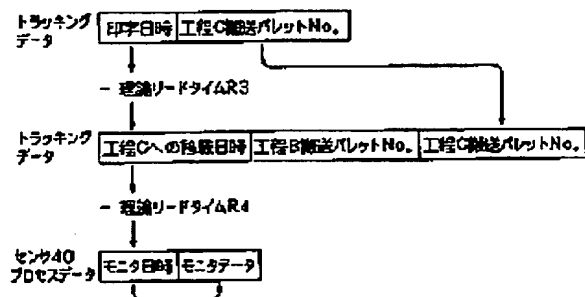 トラッキング
データ
印字日時 工程C搬送パレットNo。
- 理論リードタイムR3
トラッキング
データ
工程Cへの移載日時 工程B搬送パレットNo。 工程C搬送パレットNo。
- 理論リードタイムR4
センサ40
プロセスデータ
モニタ日時 モニタデータ